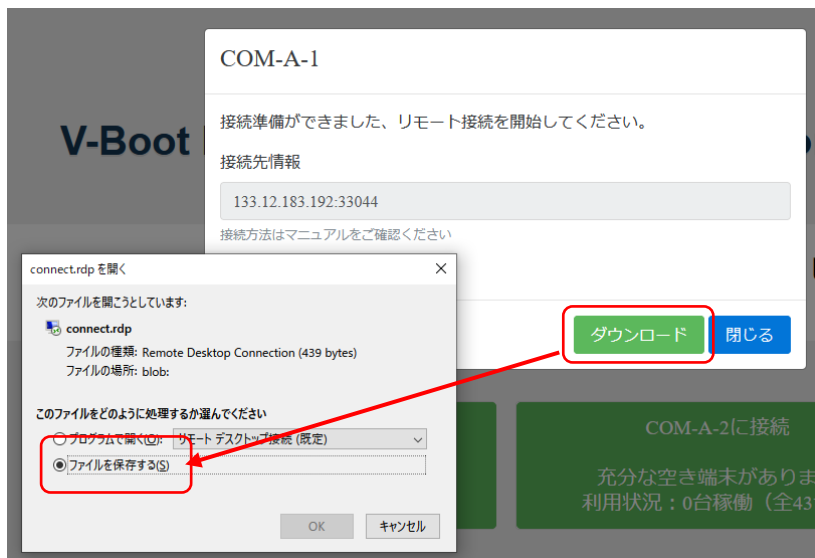 COM-A-1
接続準備ができました、リモート接続を開始してください。
V-Boot
接続先情報
133.12.183.192:33044
接続方法はマニュアルをご確認ください
connect.rdp を開く
次のファイルを開こうとしています:
connect.rdp
ファイルの種類: Remote Desktop Connection (439 bytes)
ファイルの場所: blob:
ダウンロード 閉じる
このファイルをどのように処理するか選んでください
プログラムで開く(O): リモート デスクトップ接続 (既定)
ファイルを保存する(S)
OK キャンセル
COM-A-2に接続
充分な空き端末がありま
利用状況：0台稼働（全43